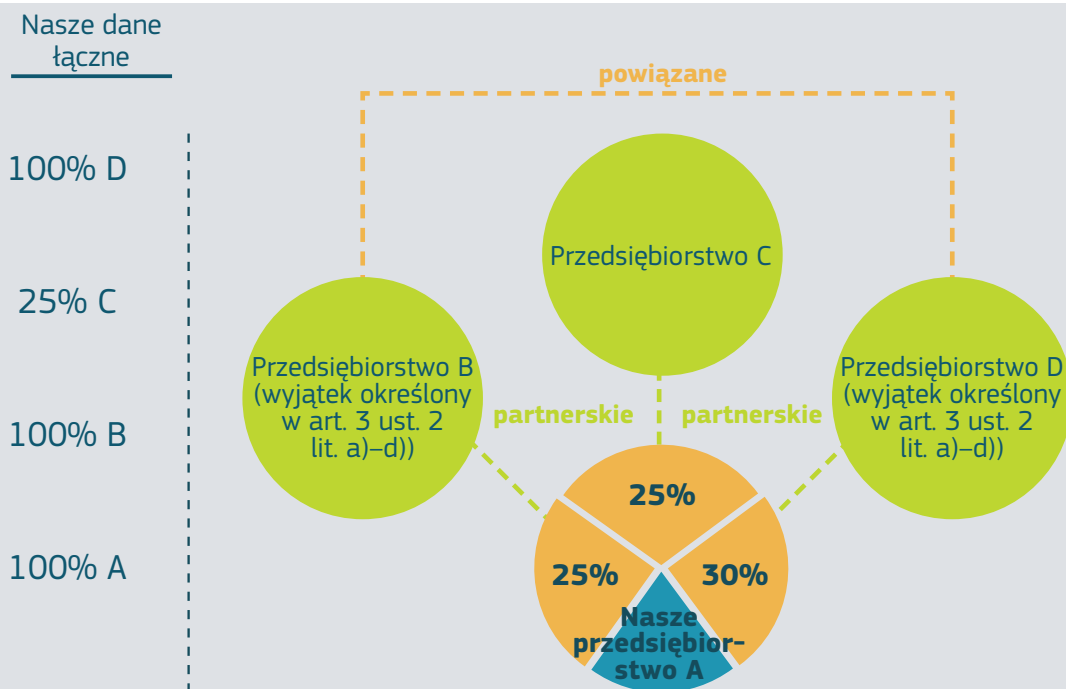 Nasze dane
łączne
100% D
25% C
100% B
100% A
powiązane
Przedsiębiorstwo C
Przedsiębiorstwo B
(wyjątek określony
w art. 3 ust. 2
lit. a)–d))
Przedsiębiorstwo D
(wyjątek określony
w art. 3 ust. 2
lit. a)–d))
partnerskie
partnerskie
25%
25%
30%
Nasze
przedsiębior-
stwo A